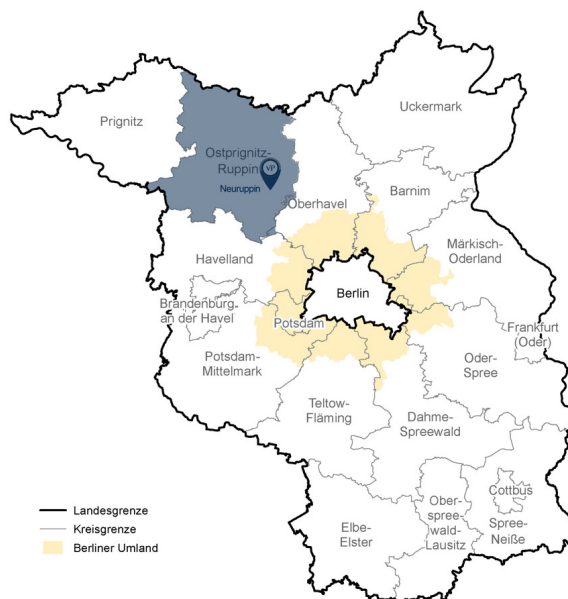 Uckermark
Prignitz
Ostprignitz-
Ruppin
VP
Neuruppin
Oberhavel
Barnim
Havelland
Märkisch-
Oderland
Berlin
Brandenburg
an der Havel
Potsdam
Frankfurt
(Oder)
Potsdam-
Mittelmark
Oder-
Spree
Teltow-
Fläming
Dahme-
Spreewald
Cottbus
Spree-
Neiße
Ober-
spree-
wald-
Lausitz
Elbe-
Elster
Landesgrenze
Kreisgrenze
Berliner Umland